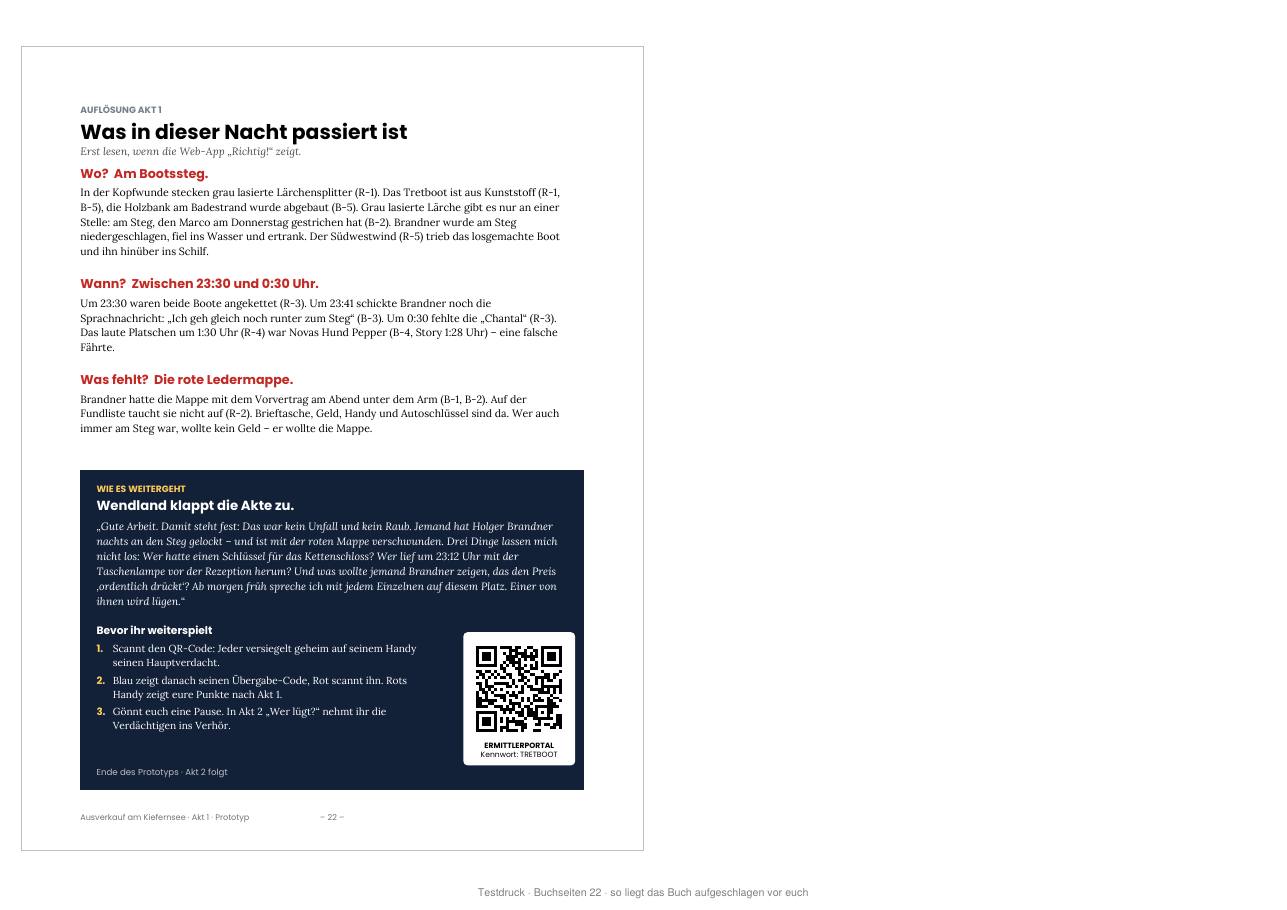 AUFLÖSUNG AKT 1
Was in dieser Nacht passiert ist
Erst lesen, wenn die Web-App „Richtig!“ zeigt.
Wo? Am Bootssteg.
In der Kopfwunde stecken grau lasierte Lärchensplitter (R-1). Das Tretboot ist aus Kunststoff (R-1,
B-5), die Holzbank am Badestrand wurde abgebaut (B-5). Grau lasierte Lärche gibt es nur an einer
Stelle: am Steg, den Marco am Donnerstag gestrichen hat (B-2). Brandner wurde am Steg
niedergeschlagen, fiel ins Wasser und ertrank. Der Südwestwind (R-5) trieb das losgemachte Boot
und ihn hinüber ins Schilf.
Wann? Zwischen 23:30 und 0:30 Uhr.
Um 23:30 waren beide Boote angekettet (R-3). Um 23:41 schickte Brandner noch die
Sprachnachricht: „Ich geh gleich noch runter zum Steg“ (B-3). Um 0:30 fehlte die „Chantal“ (R-3).
Das laute Platschen um 1:30 Uhr (R-4) war Novas Hund Pepper (B-4, Story 1:28 Uhr) – eine falsche
Fährte.
Was fehlt? Die rote Ledermappe.
Brandner hatte die Mappe mit dem Vorvertrag am Abend unter dem Arm (B-1, B-2). Auf der
Fundliste taucht sie nicht auf (R-2). Brieftasche, Geld, Handy und Autoschlüssel sind da. Wer auch
immer am Steg war, wollte kein Geld – er wollte die Mappe.
WIE ES WEITERGEHT
Wendland klappt die Akte zu.
„Gute Arbeit. Damit steht fest: Das war kein Unfall und kein Raub. Jemand hat Holger Brandner
nachts an den Steg gelockt – und ist mit der roten Mappe verschwunden. Drei Dinge lassen mich
nicht los: Wer hatte einen Schlüssel für das Kettenschloss? Wer lief um 23:12 Uhr mit der
Taschenlampe vor der Rezeption herum? Und was wollte jemand Brandner zeigen, das den Preis
‚ordentlich drückt‘? Ab morgen früh spreche ich mit jedem Einzelnen auf diesem Platz. Einer von
ihnen wird lügen.“
Bevor ihr weiterspielt
1. Scannt den QR-Code: Jeder versiegelt geheim auf seinem Handy
seinen Hauptverdacht.
2. Blau zeigt danach seinen Übergabe-Code, Rot scannt ihn. Rots
Handy zeigt eure Punkte nach Akt 1.
3. Gönnt euch eine Pause. In Akt 2 „Wer lügt?“ nehmt ihr die
Verdächtigen ins Verhör.
ERMITTLERPORTAL
Kennwort: TRETBOOT
Ende des Prototyps · Akt 2 folgt
Ausverkauf am Kiefernsee · Akt 1 · Prototyp
– 22 –
Testdruck · Buchseiten 22 · so liegt das Buch aufgeschlagen vor euch